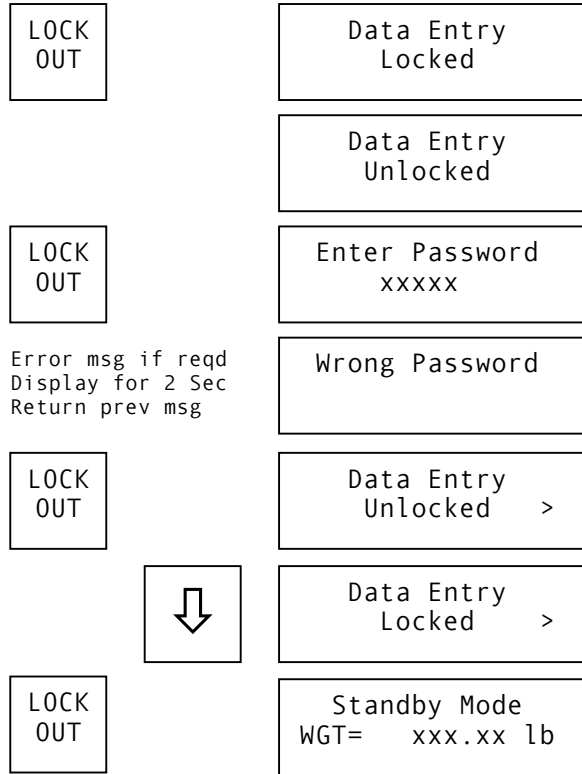 LOCK
OUT
Data Entry
Locked
Data Entry
Unlocked
LOCK
OUT
Enter Password
xxxxx
Error msg if reqd
Display for 2 Sec
Return prev msg
Wrong Password
LOCK
OUT
Data Entry
Unlocked >
Data Entry
Locked >
LOCK
OUT
Standby Mode
WGT= xxx.xx lb